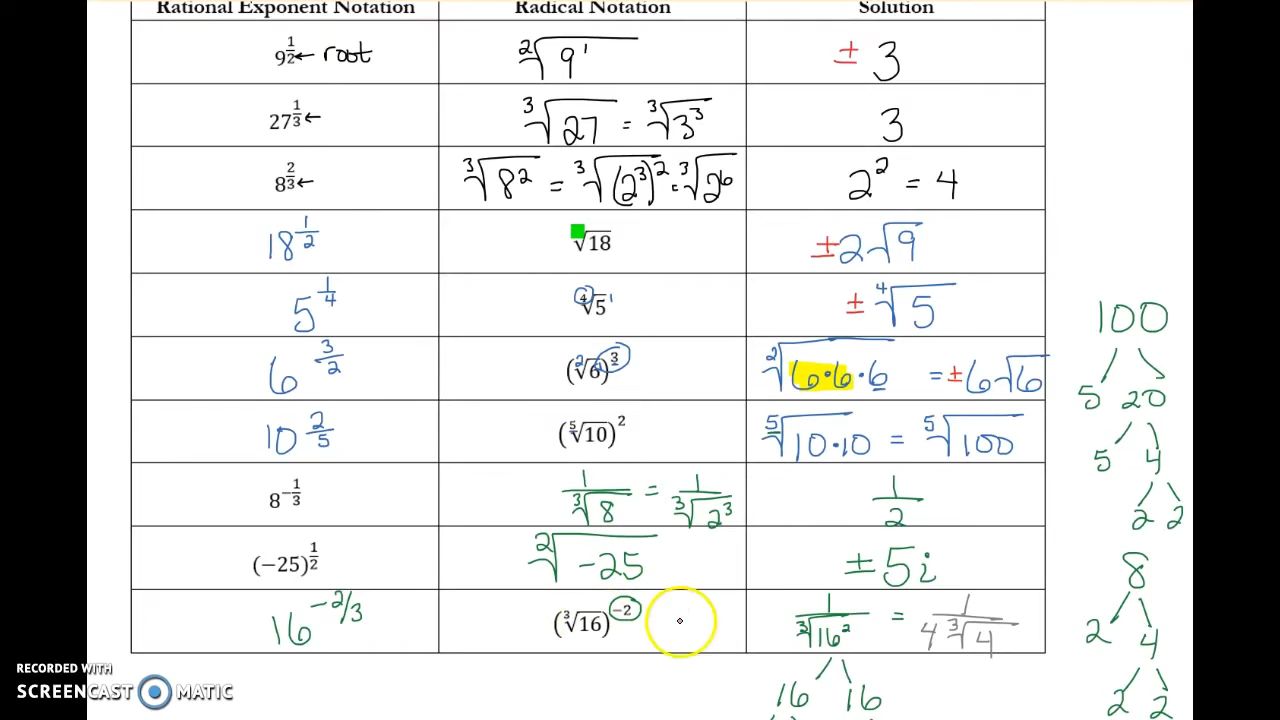 Rational Exponent Notation Radical Notation Solution
9^(1/2) ← root ²√9¹ ± 3
27^(1/3) ← ³√27 = ³√3³ 3
8^(2/3) ← ³√8² = ³√(2³)² = ³√2⁶ 2² = 4
18^(1/2) √18 ±2√9
5^(1/4) ⁴√5¹ ± ⁴√5
6^(3/2) (²√6)³ ²√6·6·6 = ±6√6
10^(2/5) (⁵√10)² ⁵√10·10 = ⁵√100
8^(-1/3) 1/³√8 = 1/³√2³ 1/2
(−25)^(1/2) ²√-25 ± 5i
16^(-2/3) (³√16)^(−2) 1/³√16² = 1/4³√4
16 16
100
5 20
5 4
2 2
8
2 4
2 2
RECORDED WITH
SCREENCAST MATIC